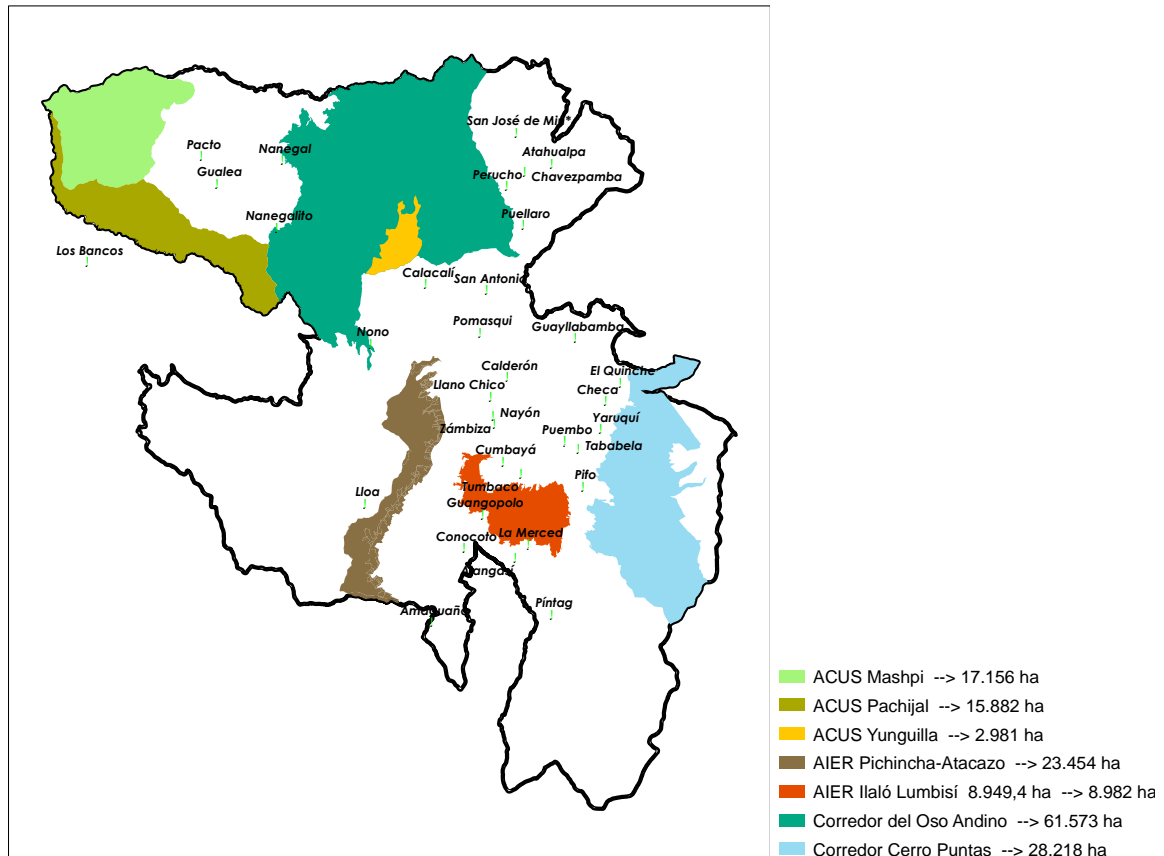 San José de Min*
Pacto
Nanegal
Atahualpa
Gualea
Perucho
Chavezpamba
Nanegalito
Puellaro
Los Bancos
Calacalí
San Antonio
Nono
Pomasqui
Guayllabamba
Calderón
El Quinche
Llano Chico
Checa
Nayón
Yaruquí
Zámbiza
Puembo
Tababela
Cumbayá
Pifo
Tumbaco
Lloa
Guangopolo
Conocoto
La Merced
Alangasí
Amaguaña
Píntag
ACUS Mashpi --> 17.156 ha
ACUS Pachijal --> 15.882 ha
ACUS Yunguilla --> 2.981 ha
AIER Pichincha-Atacazo --> 23.454 ha
AIER Ilaló Lumbisí 8.949,4 ha --> 8.982 ha
Corredor del Oso Andino --> 61.573 ha
Corredor Cerro Puntas --> 28.218 ha